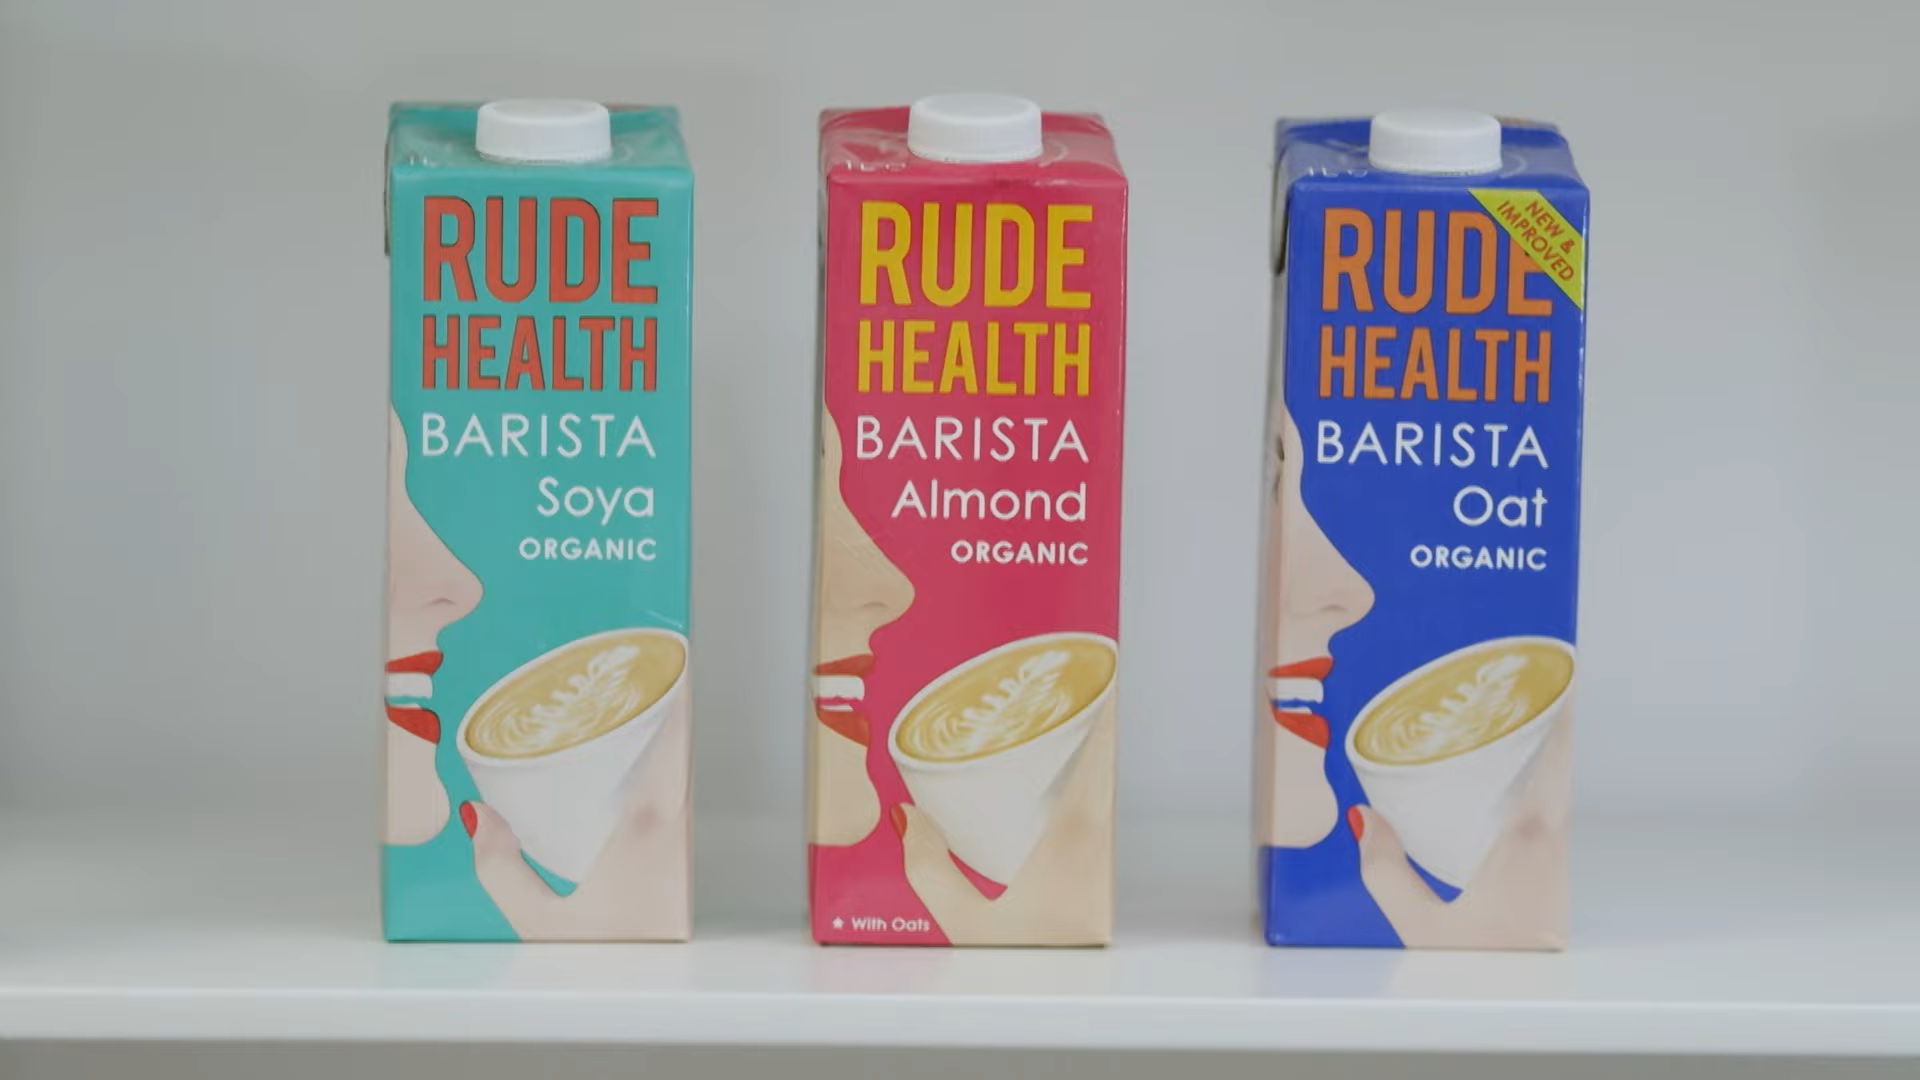 RUDE
HEALTH
BARISTA
Soya
ORGANIC
RUDE
HEALTH
BARISTA
Almond
ORGANIC
★ With Oats
NEW &
IMPROVED
RUDE
HEALTH
BARISTA
Oat
ORGANIC